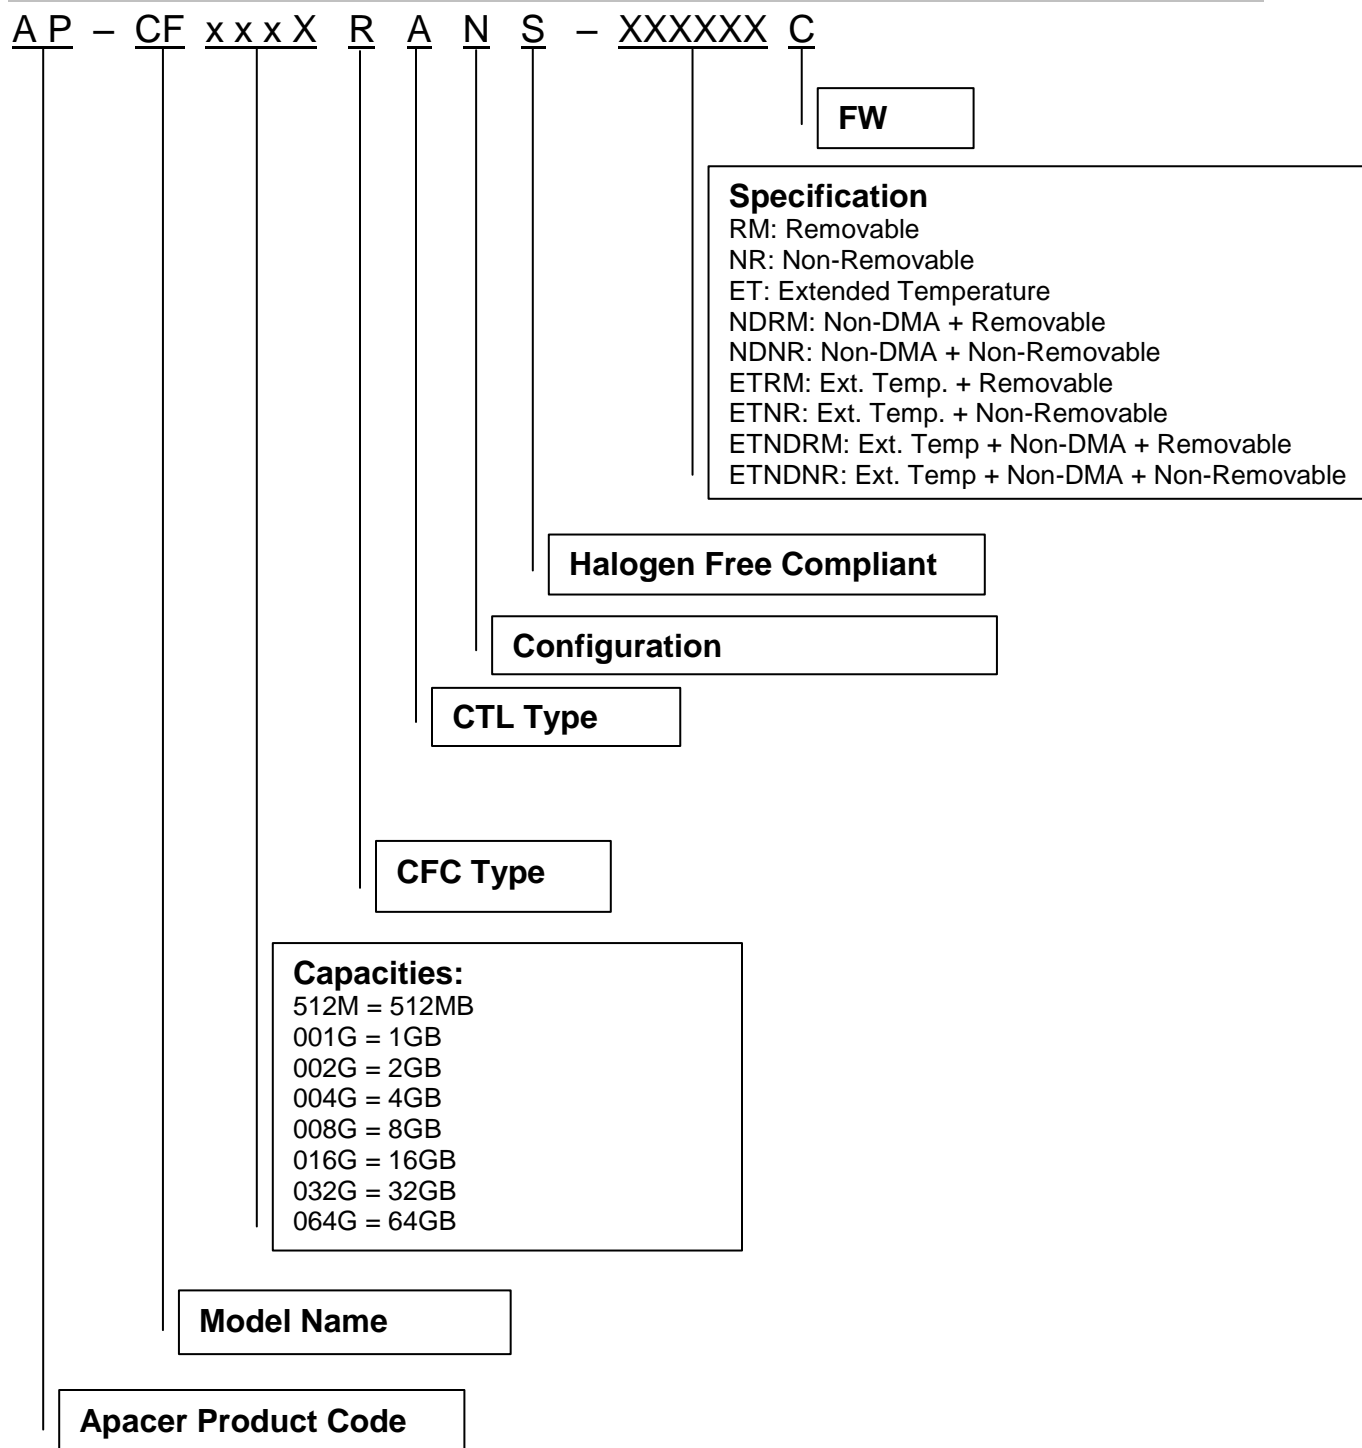 A P – CF x x x X R A N S – XXXXXX C
FW
Specification
RM: Removable
NR: Non-Removable
ET: Extended Temperature
NDRM: Non-DMA + Removable
NDNR: Non-DMA + Non-Removable
ETRM: Ext. Temp. + Removable
ETNR: Ext. Temp. + Non-Removable
ETNDRM: Ext. Temp + Non-DMA + Removable
ETNDNR: Ext. Temp + Non-DMA + Non-Removable
Halogen Free Compliant
Configuration
CTL Type
CFC Type
Capacities:
512M = 512MB
001G = 1GB
002G = 2GB
004G = 4GB
008G = 8GB
016G = 16GB
032G = 32GB
064G = 64GB
Model Name
Apacer Product Code